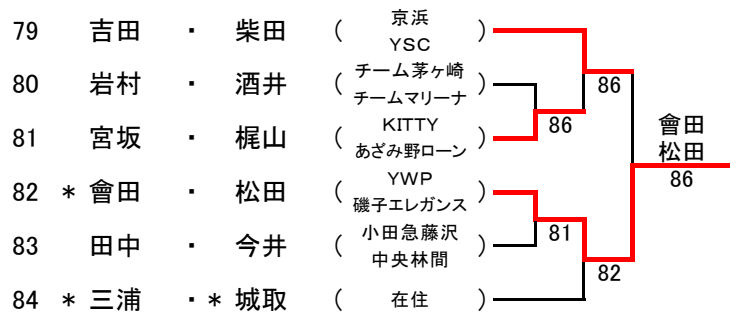 79 吉田 ・ 柴田 ( 京浜 YSC )
80 岩村 ・ 酒井 ( チーム茅ヶ崎 チームマリーナ )
81 宮坂 ・ 梶山 ( KITTY あざみ野ローン )
82 * 會田 ・ 松田 ( YWP 磯子エレガンス )
83 田中 ・ 今井 ( 小田急藤沢 中央林間 )
84 * 三浦 ・ * 城取 ( 在住 )
86
86
81
82
會田
松田
86